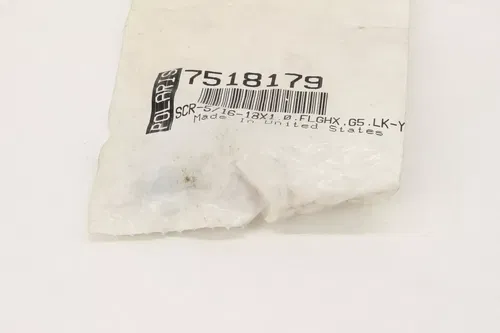 POLARIS
7518179
SCR-5/16-18X1.0.FLGHX.G5.LK-Y
Made In United States